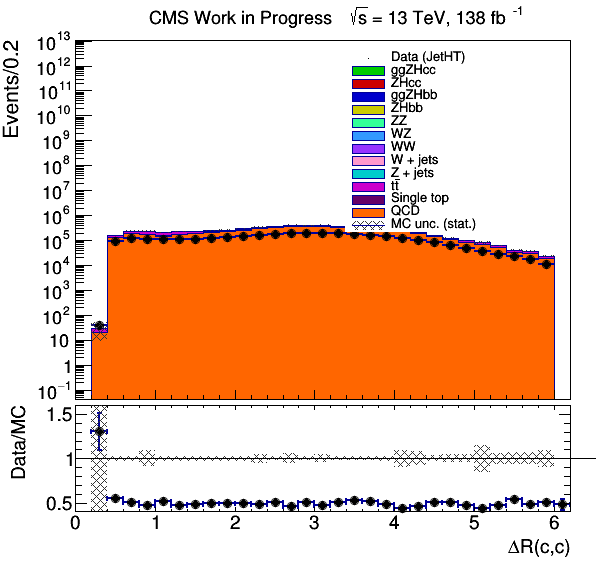 CMS Work in Progress √s = 13 TeV, 138 fb⁻¹
Events/0.2
10¹³
10¹²
10¹¹
10¹⁰
10⁹
10⁸
10⁷
10⁶
10⁵
10⁴
10³
10²
10
1
10⁻¹
Data (JetHT)
ggZHcc
ZHcc
ggZHbb
ZHbb
ZZ
WZ
WW
W + jets
Z + jets
tt̄
Single top
QCD
MC unc. (stat.)
Data/MC
1.5
1
0.5
0 1 2 3 4 5 6
ΔR(c,c)